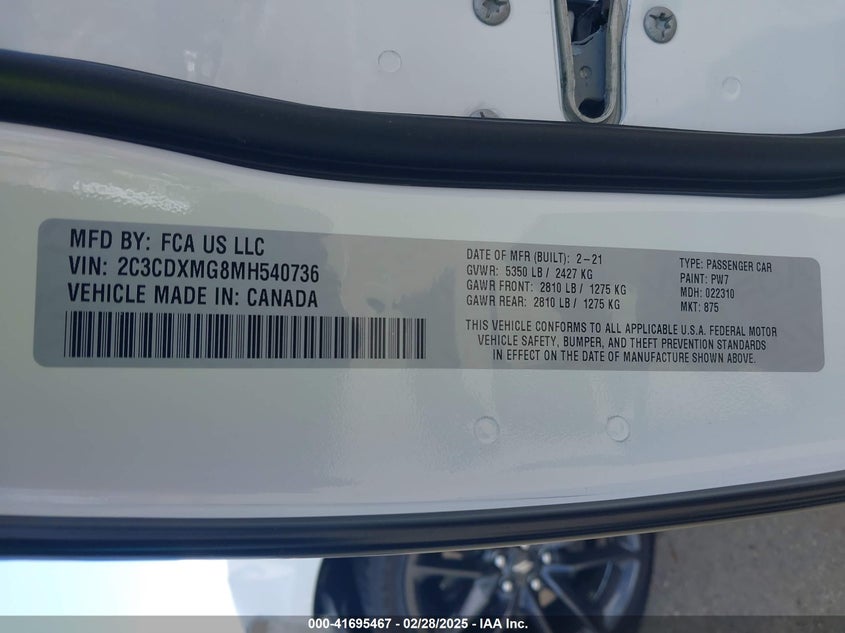 MFD BY: FCA US LLC
VIN: 2C3CDXMG8MH540736
VEHICLE MADE IN: CANADA
DATE OF MFR (BUILT): 2-21
GVWR: 5350 LB / 2427 KG
GAWR FRONT: 2810 LB / 1275 KG
GAWR REAR: 2810 LB / 1275 KG
TYPE: PASSENGER CAR
PAINT: PW7
MDH: 022310
MKT: 875
THIS VEHICLE CONFORMS TO ALL APPLICABLE U.S.A. FEDERAL MOTOR
VEHICLE SAFETY, BUMPER, AND THEFT PREVENTION STANDARDS
IN EFFECT ON THE DATE OF MANUFACTURE SHOWN ABOVE.
000-41695467 - 02/28/2025 - IAA Inc.